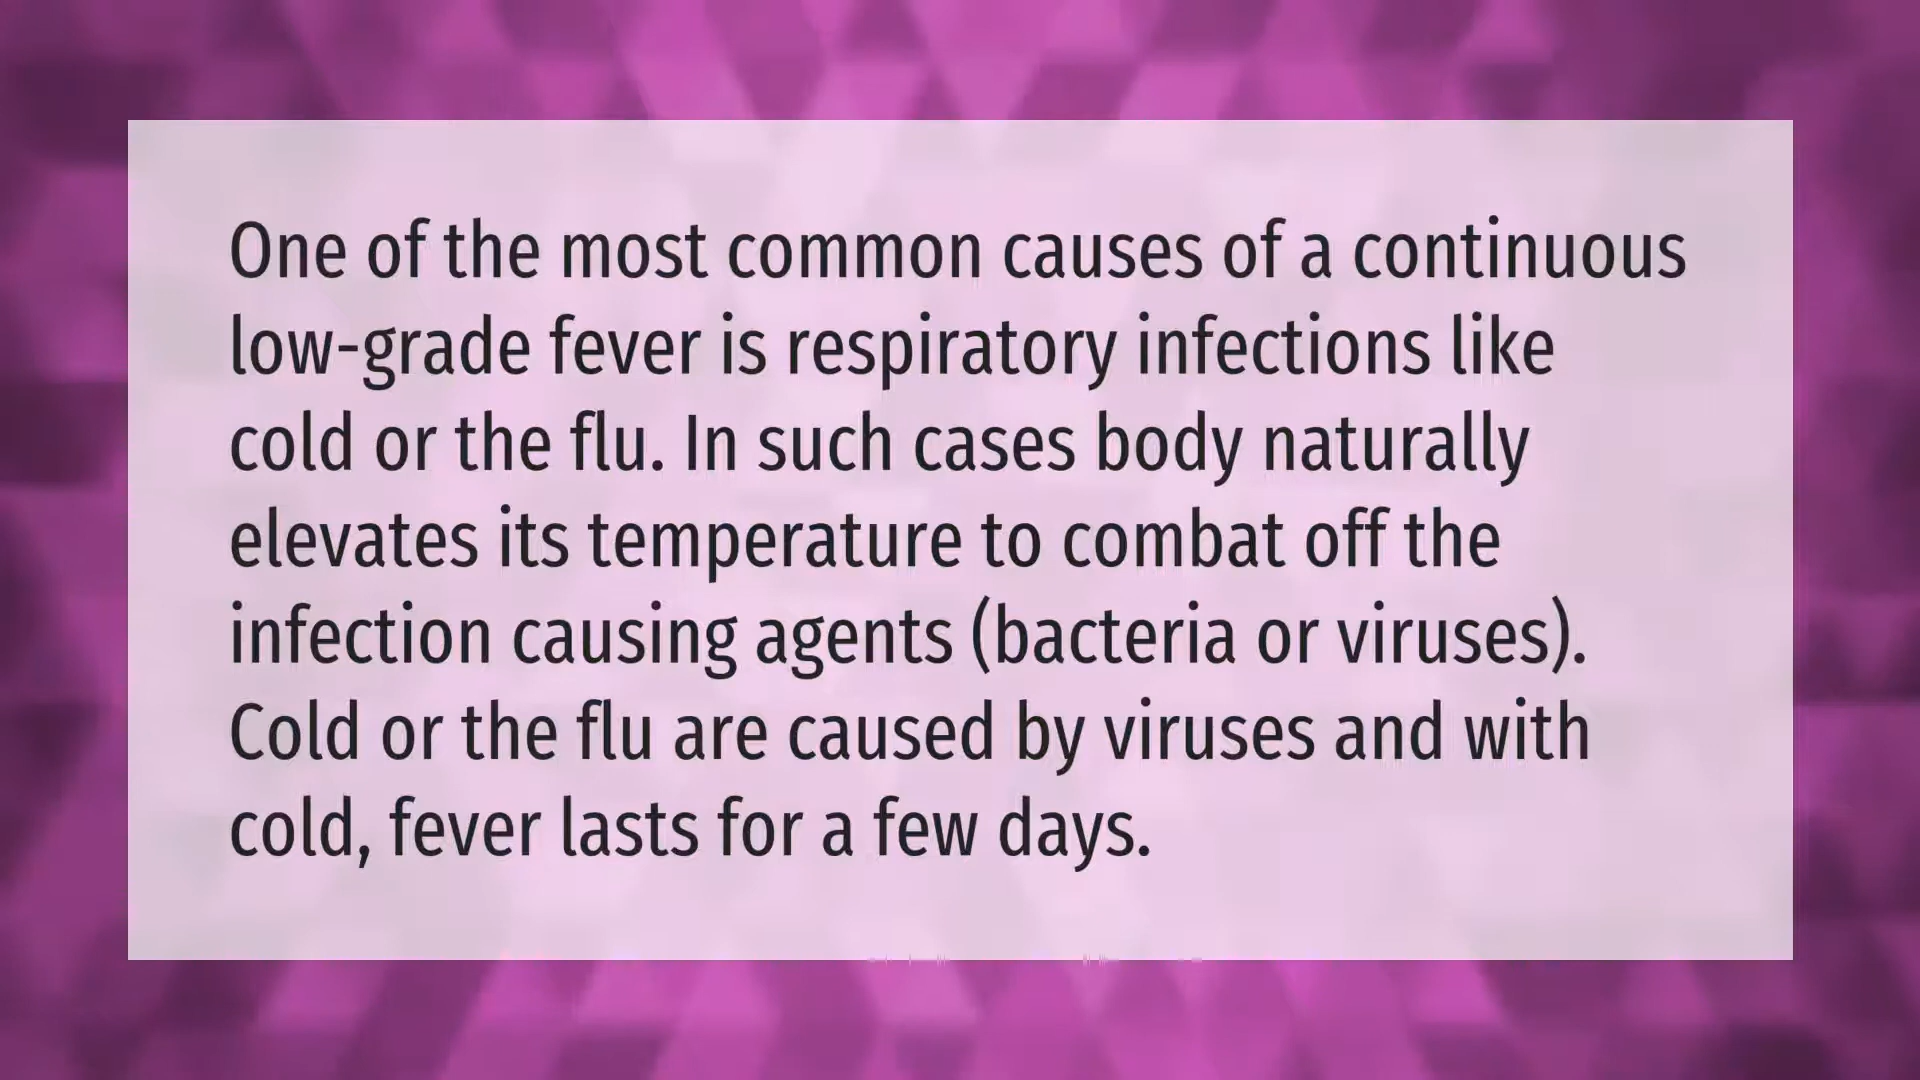 One of the most common causes of a continuous
low-grade fever is respiratory infections like
cold or the flu. In such cases body naturally
elevates its temperature to combat off the
infection causing agents (bacteria or viruses).
Cold or the flu are caused by viruses and with
cold, fever lasts for a few days.